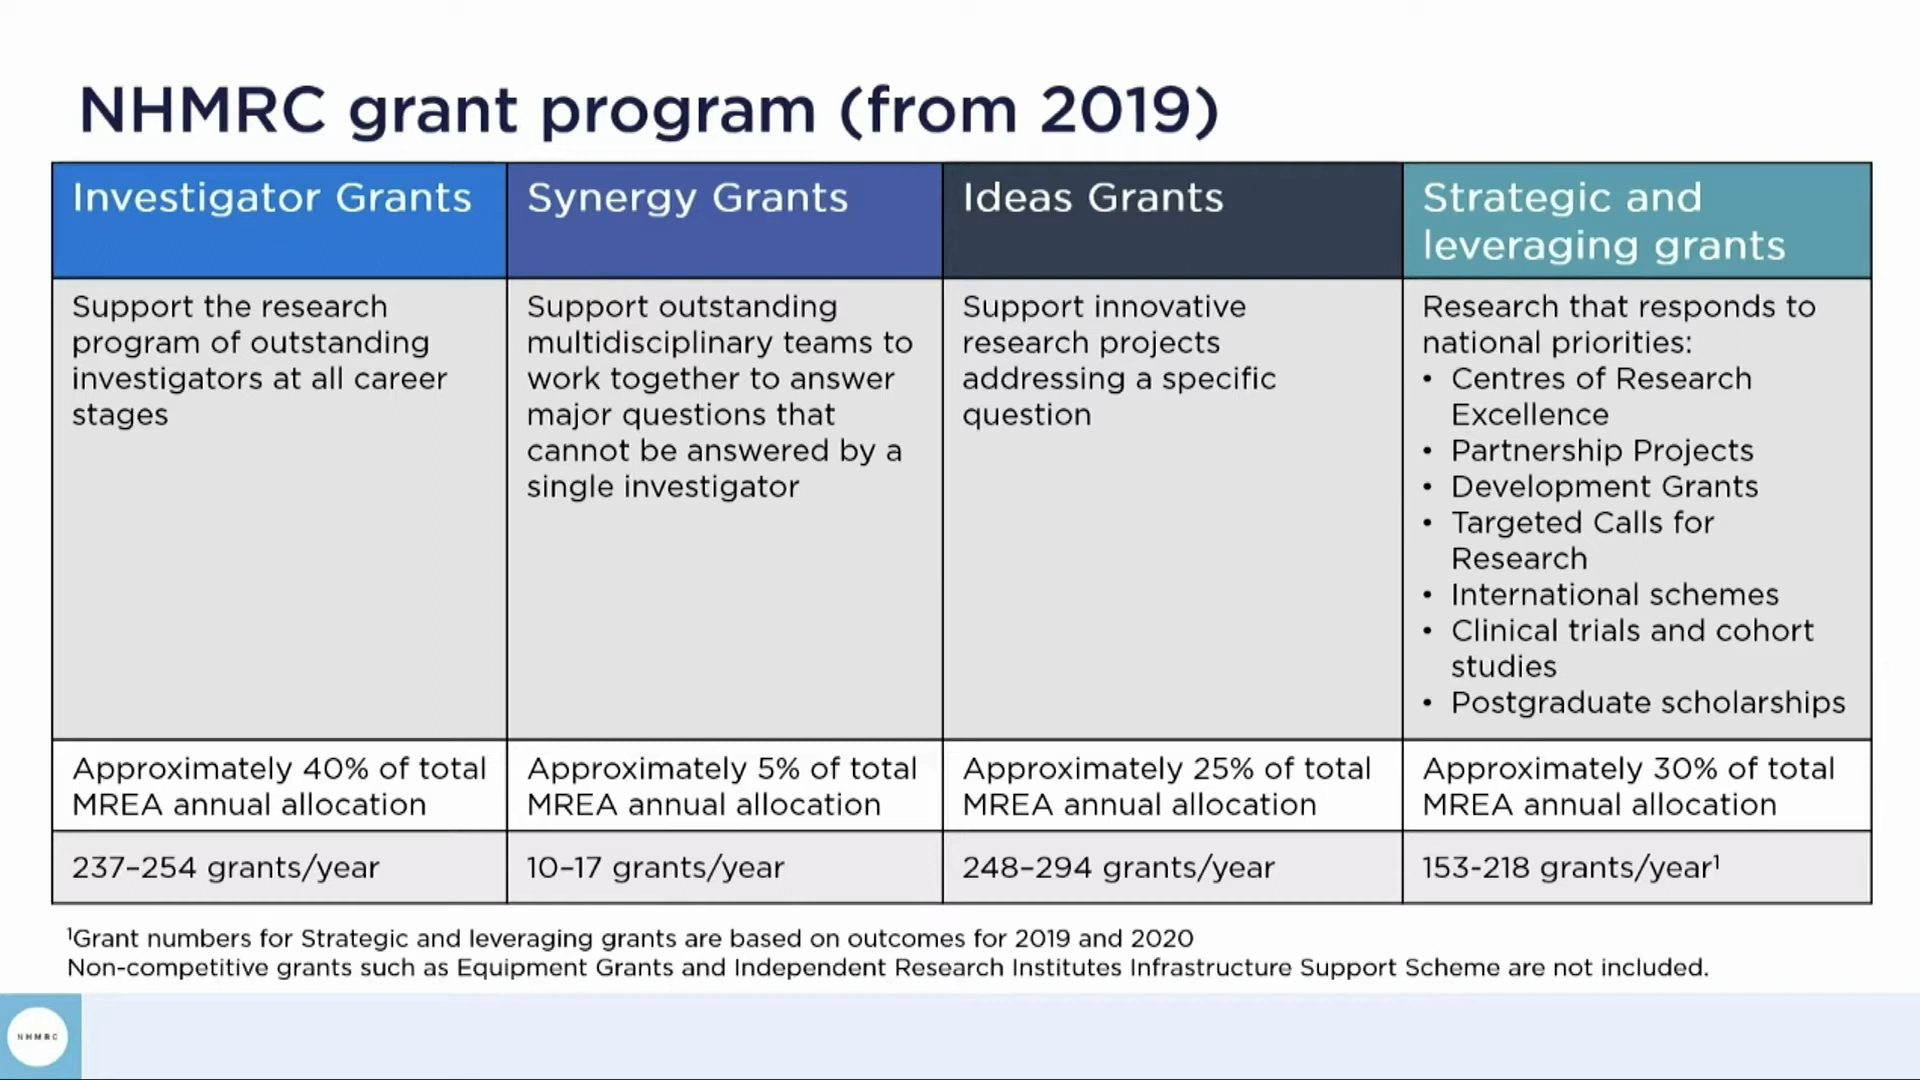 NHMRC grant program (from 2019)
Investigator Grants
Support the research
program of outstanding
investigators at all career
stages
Approximately 40% of total
MREA annual allocation
237–254 grants/year
Synergy Grants
Support outstanding
multidisciplinary teams to
work together to answer
major questions that
cannot be answered by a
single investigator
Approximately 5% of total
MREA annual allocation
10–17 grants/year
Ideas Grants
Support innovative
research projects
addressing a specific
question
Approximately 25% of total
MREA annual allocation
248–294 grants/year
Strategic and
leveraging grants
Research that responds to
national priorities:
• Centres of Research
Excellence
• Partnership Projects
• Development Grants
• Targeted Calls for
Research
• International schemes
• Clinical trials and cohort
studies
• Postgraduate scholarships
Approximately 30% of total
MREA annual allocation
153-218 grants/year¹
¹Grant numbers for Strategic and leveraging grants are based on outcomes for 2019 and 2020
Non-competitive grants such as Equipment Grants and Independent Research Institutes Infrastructure Support Scheme are not included.
NHMRC